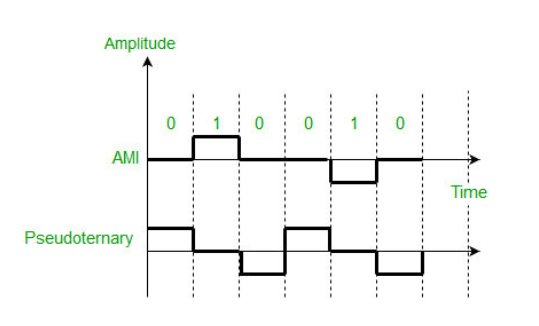 Amplitude
0 1 0 0 1 0
AMI
Time
Pseudoternary